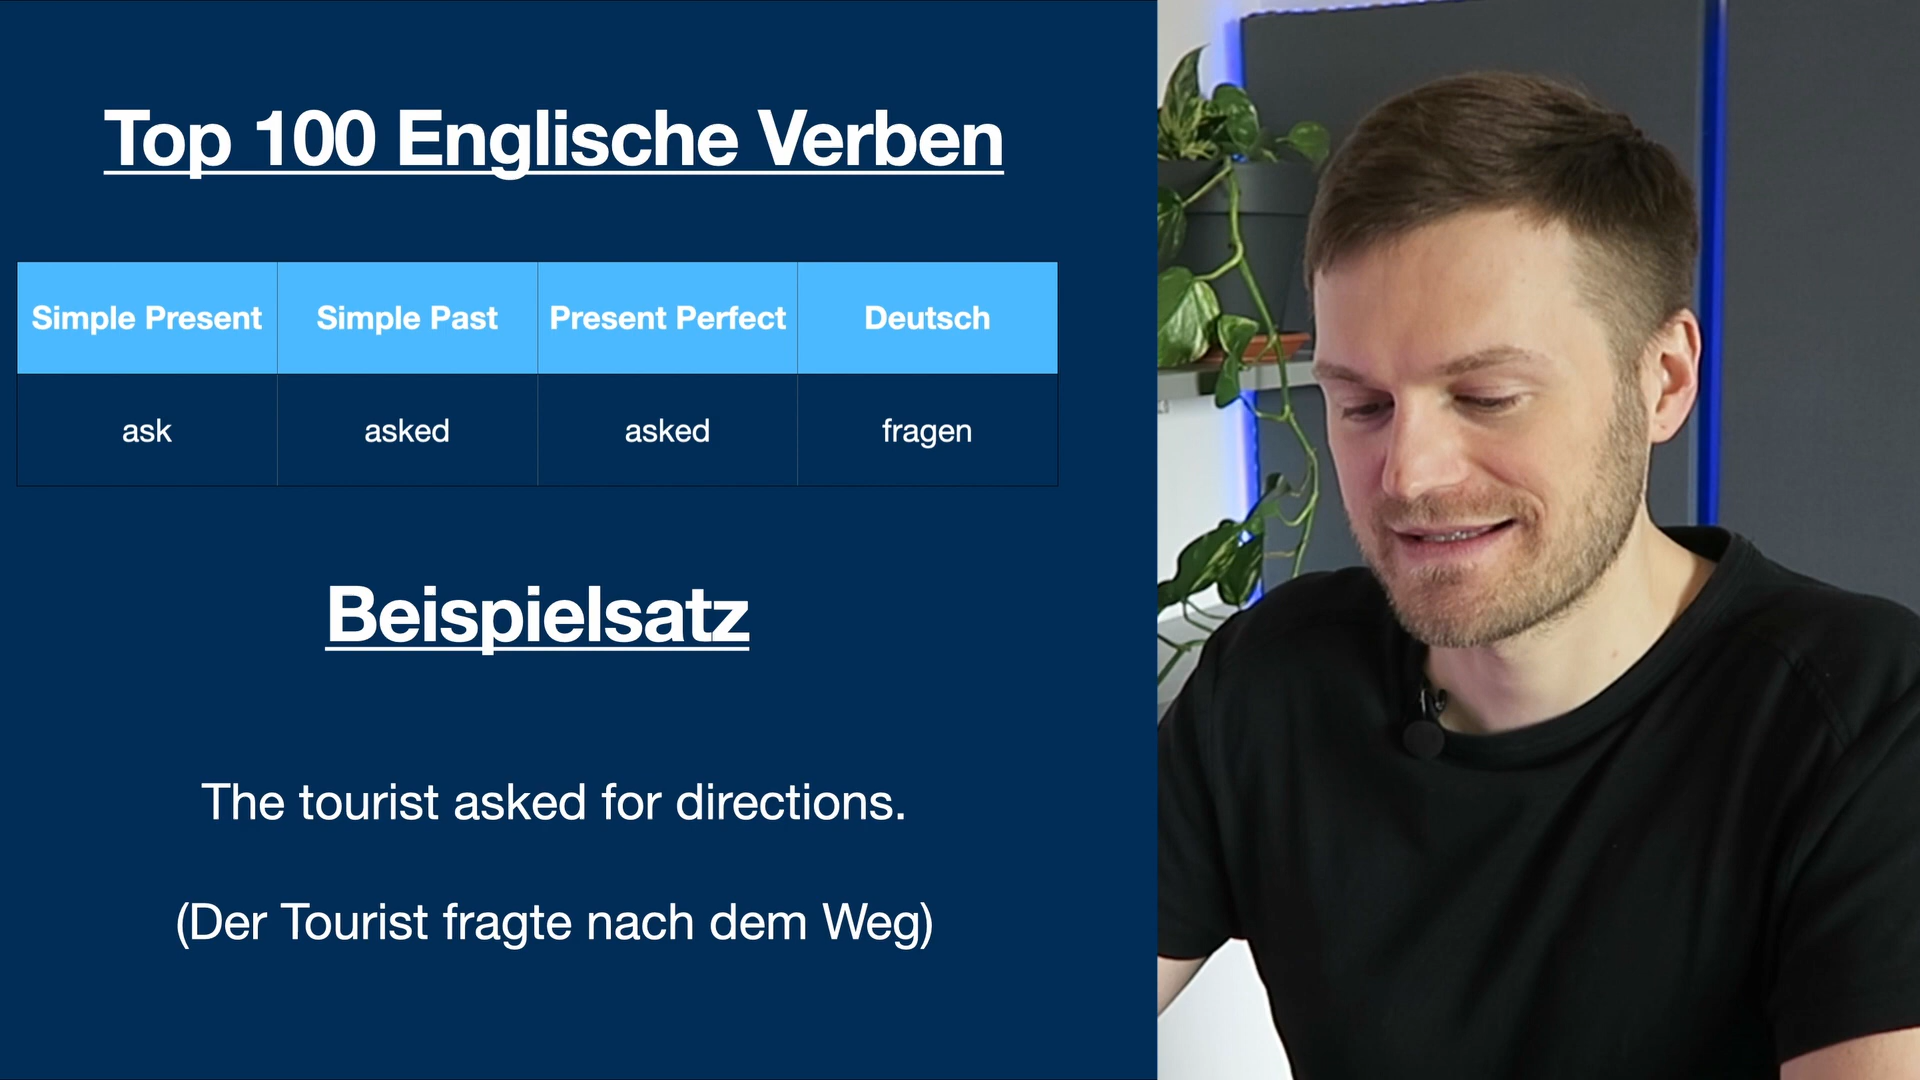 Top 100 Englische Verben
Simple Present Simple Past Present Perfect Deutsch
ask asked asked fragen
Beispielsatz
The tourist asked for directions.
(Der Tourist fragte nach dem Weg)